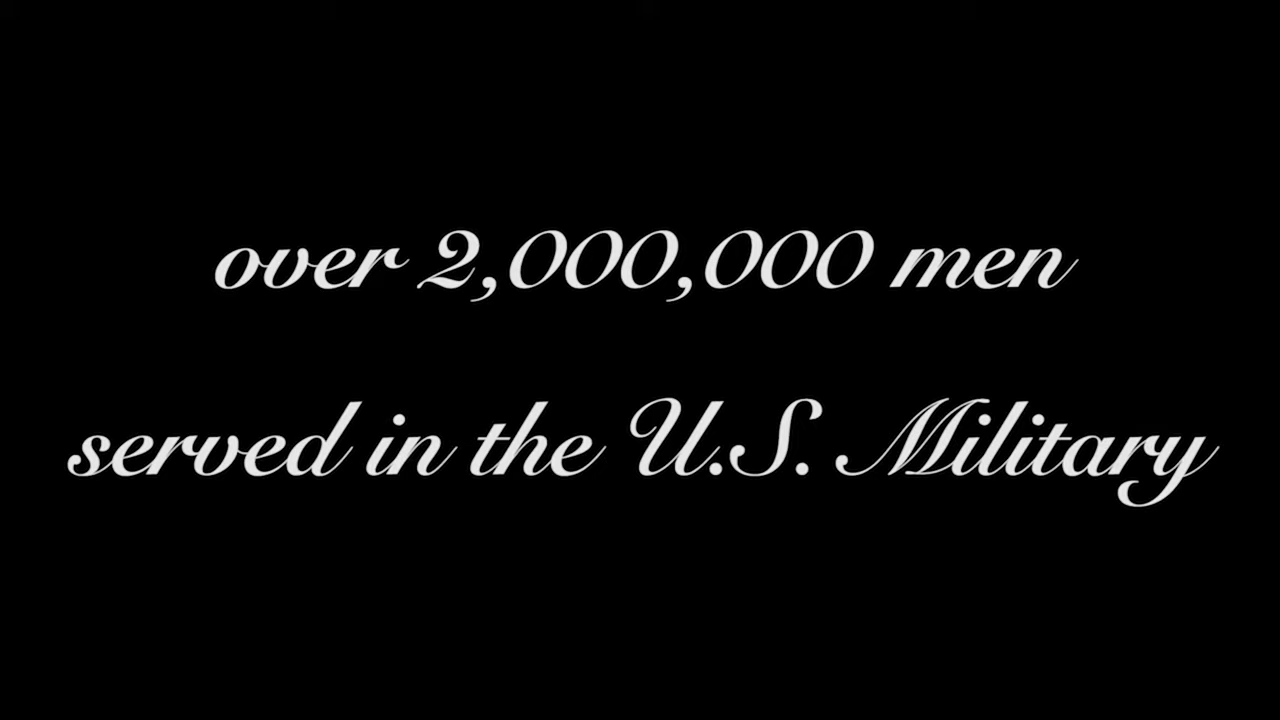 over 2,000,000 men
served in the U.S. Military